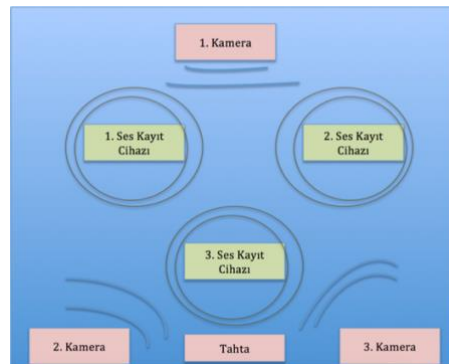 1. Kamera
1. Ses Kayıt
Cihazı
2. Ses Kayıt
Cihazı
3. Ses Kayıt
Cihazı
2. Kamera
Tahta
3. Kamera